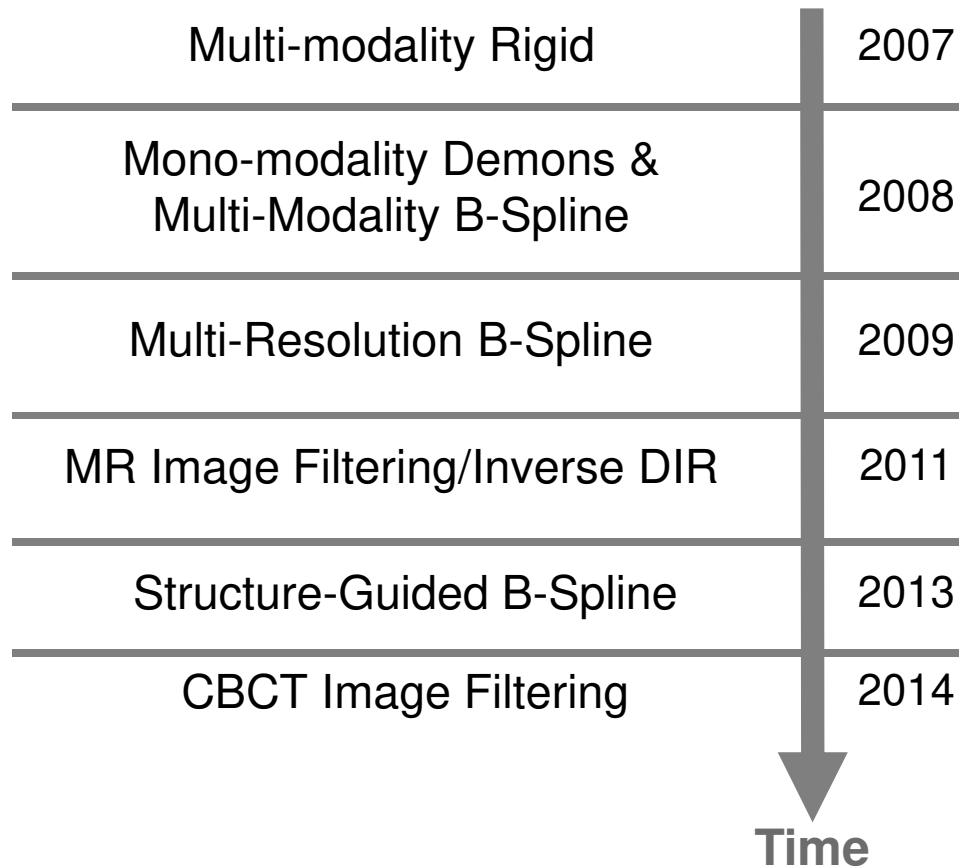 Multi-modality Rigid 2007
Mono-modality Demons &
Multi-Modality B-Spline 2008
Multi-Resolution B-Spline 2009
MR Image Filtering/Inverse DIR 2011
Structure-Guided B-Spline 2013
CBCT Image Filtering 2014
Time